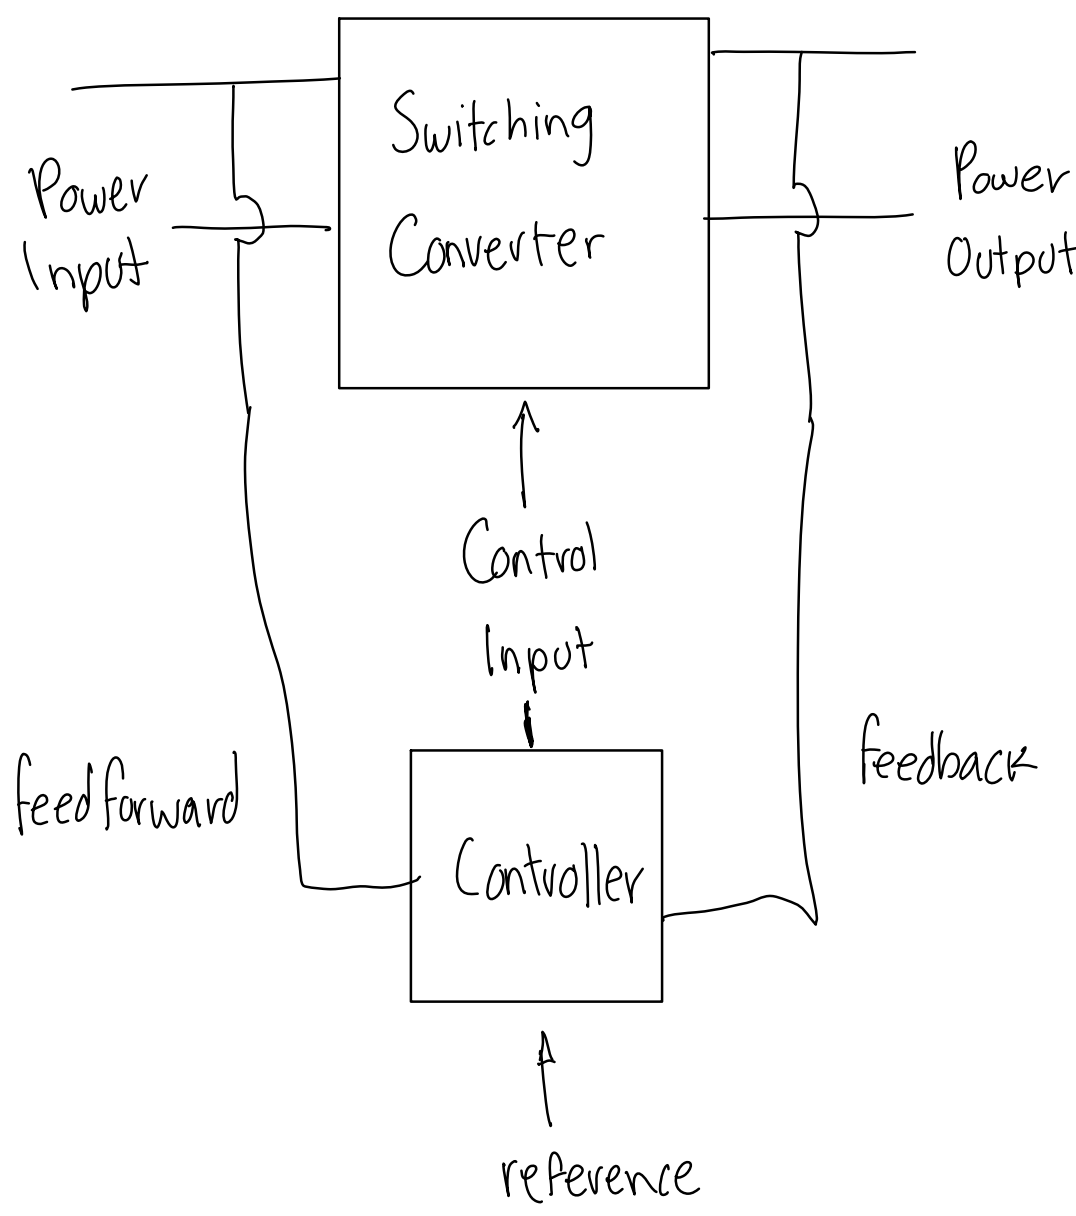 Switching
Converter
Power
Input
Power
Output
Control
Input
feedforward
feedback
Controller
reference